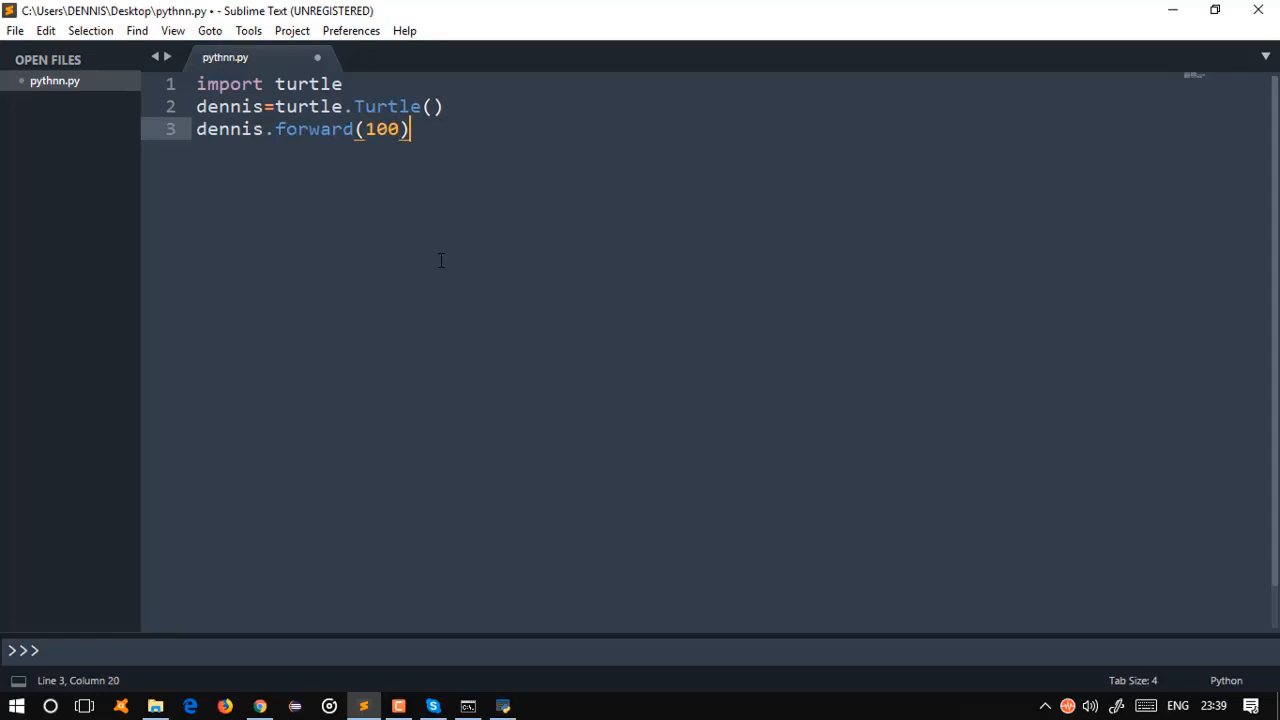 C:\Users\DENNIS\Desktop\pythnn.py • - Sublime Text (UNREGISTERED)
File Edit Selection Find View Goto Tools Project Preferences Help
OPEN FILES
pythnn.py
pythnn.py
1 import turtle
2 dennis=turtle.Turtle()
3 dennis.forward(100)
>>>
Line 3, Column 20
Tab Size: 4
Python
ENG
23:39